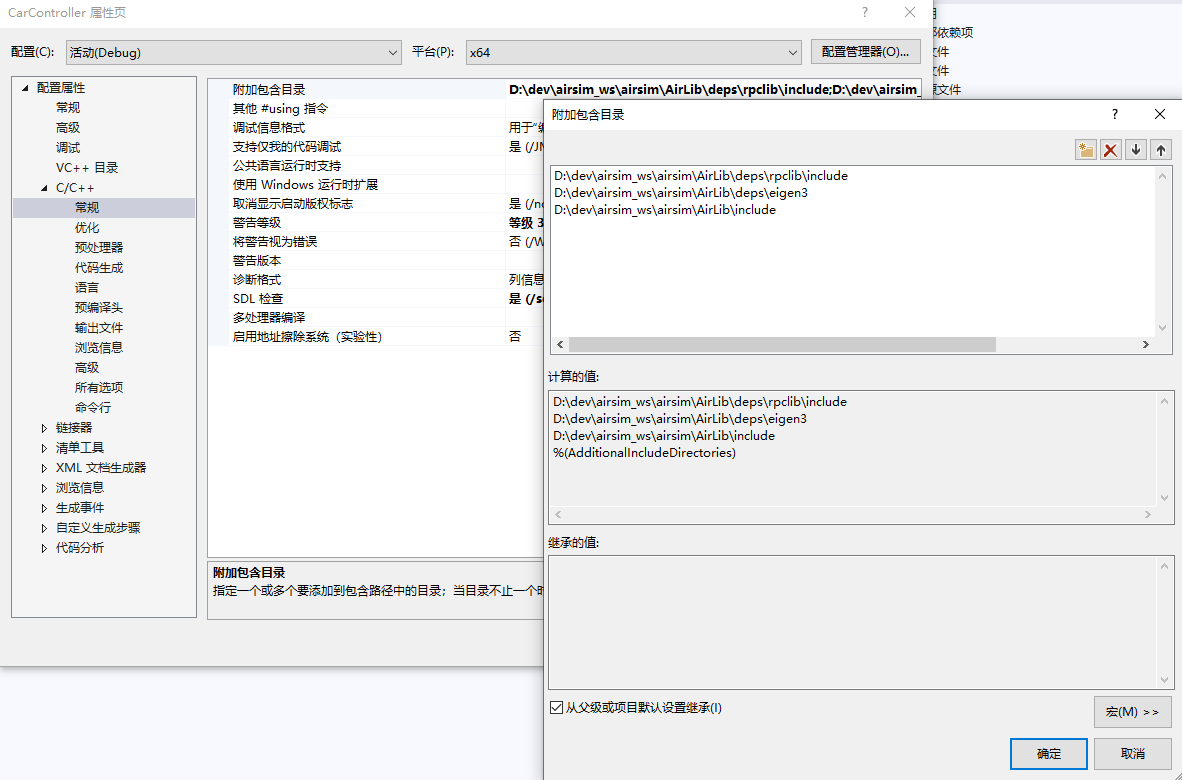 CarController 属性页
配置(C):
活动(Debug)
平台(P):
x64
配置管理器(O)...
配置属性
常规
高级
调试
VC++ 目录
C/C++
常规
优化
预处理器
代码生成
语言
预编译头
输出文件
浏览信息
高级
所有选项
命令行
链接器
清单工具
XML 文档生成器
浏览信息
生成事件
自定义生成步骤
代码分析
附加包含目录 D:\dev\airsim_ws\airsim\AirLib\deps\rpclib\include;D:\dev\airsim_
其他 #using 指令
调试信息格式 用于"编
支持仅我的代码调试 是 (/JM
公共语言运行时支持
使用 Windows 运行时扩展
取消显示启动版权标志 是 (/no
警告等级 等级 3
将警告视为错误 否 (/W
警告版本
诊断格式 列信息
SDL 检查 是 (/s
多处理器编译
启用地址擦除系统（实验性） 否
附加包含目录
指定一个或多个要添加到包含路径中的目录；当目录不止一个时
依赖项
文件
附加包含目录
D:\dev\airsim_ws\airsim\AirLib\deps\rpclib\include
D:\dev\airsim_ws\airsim\AirLib\deps\eigen3
D:\dev\airsim_ws\airsim\AirLib\include
计算的值:
D:\dev\airsim_ws\airsim\AirLib\deps\rpclib\include
D:\dev\airsim_ws\airsim\AirLib\deps\eigen3
D:\dev\airsim_ws\airsim\AirLib\include
%(AdditionalIncludeDirectories)
继承的值:
从父级或项目默认设置继承(I)
宏(M) >>
确定
取消